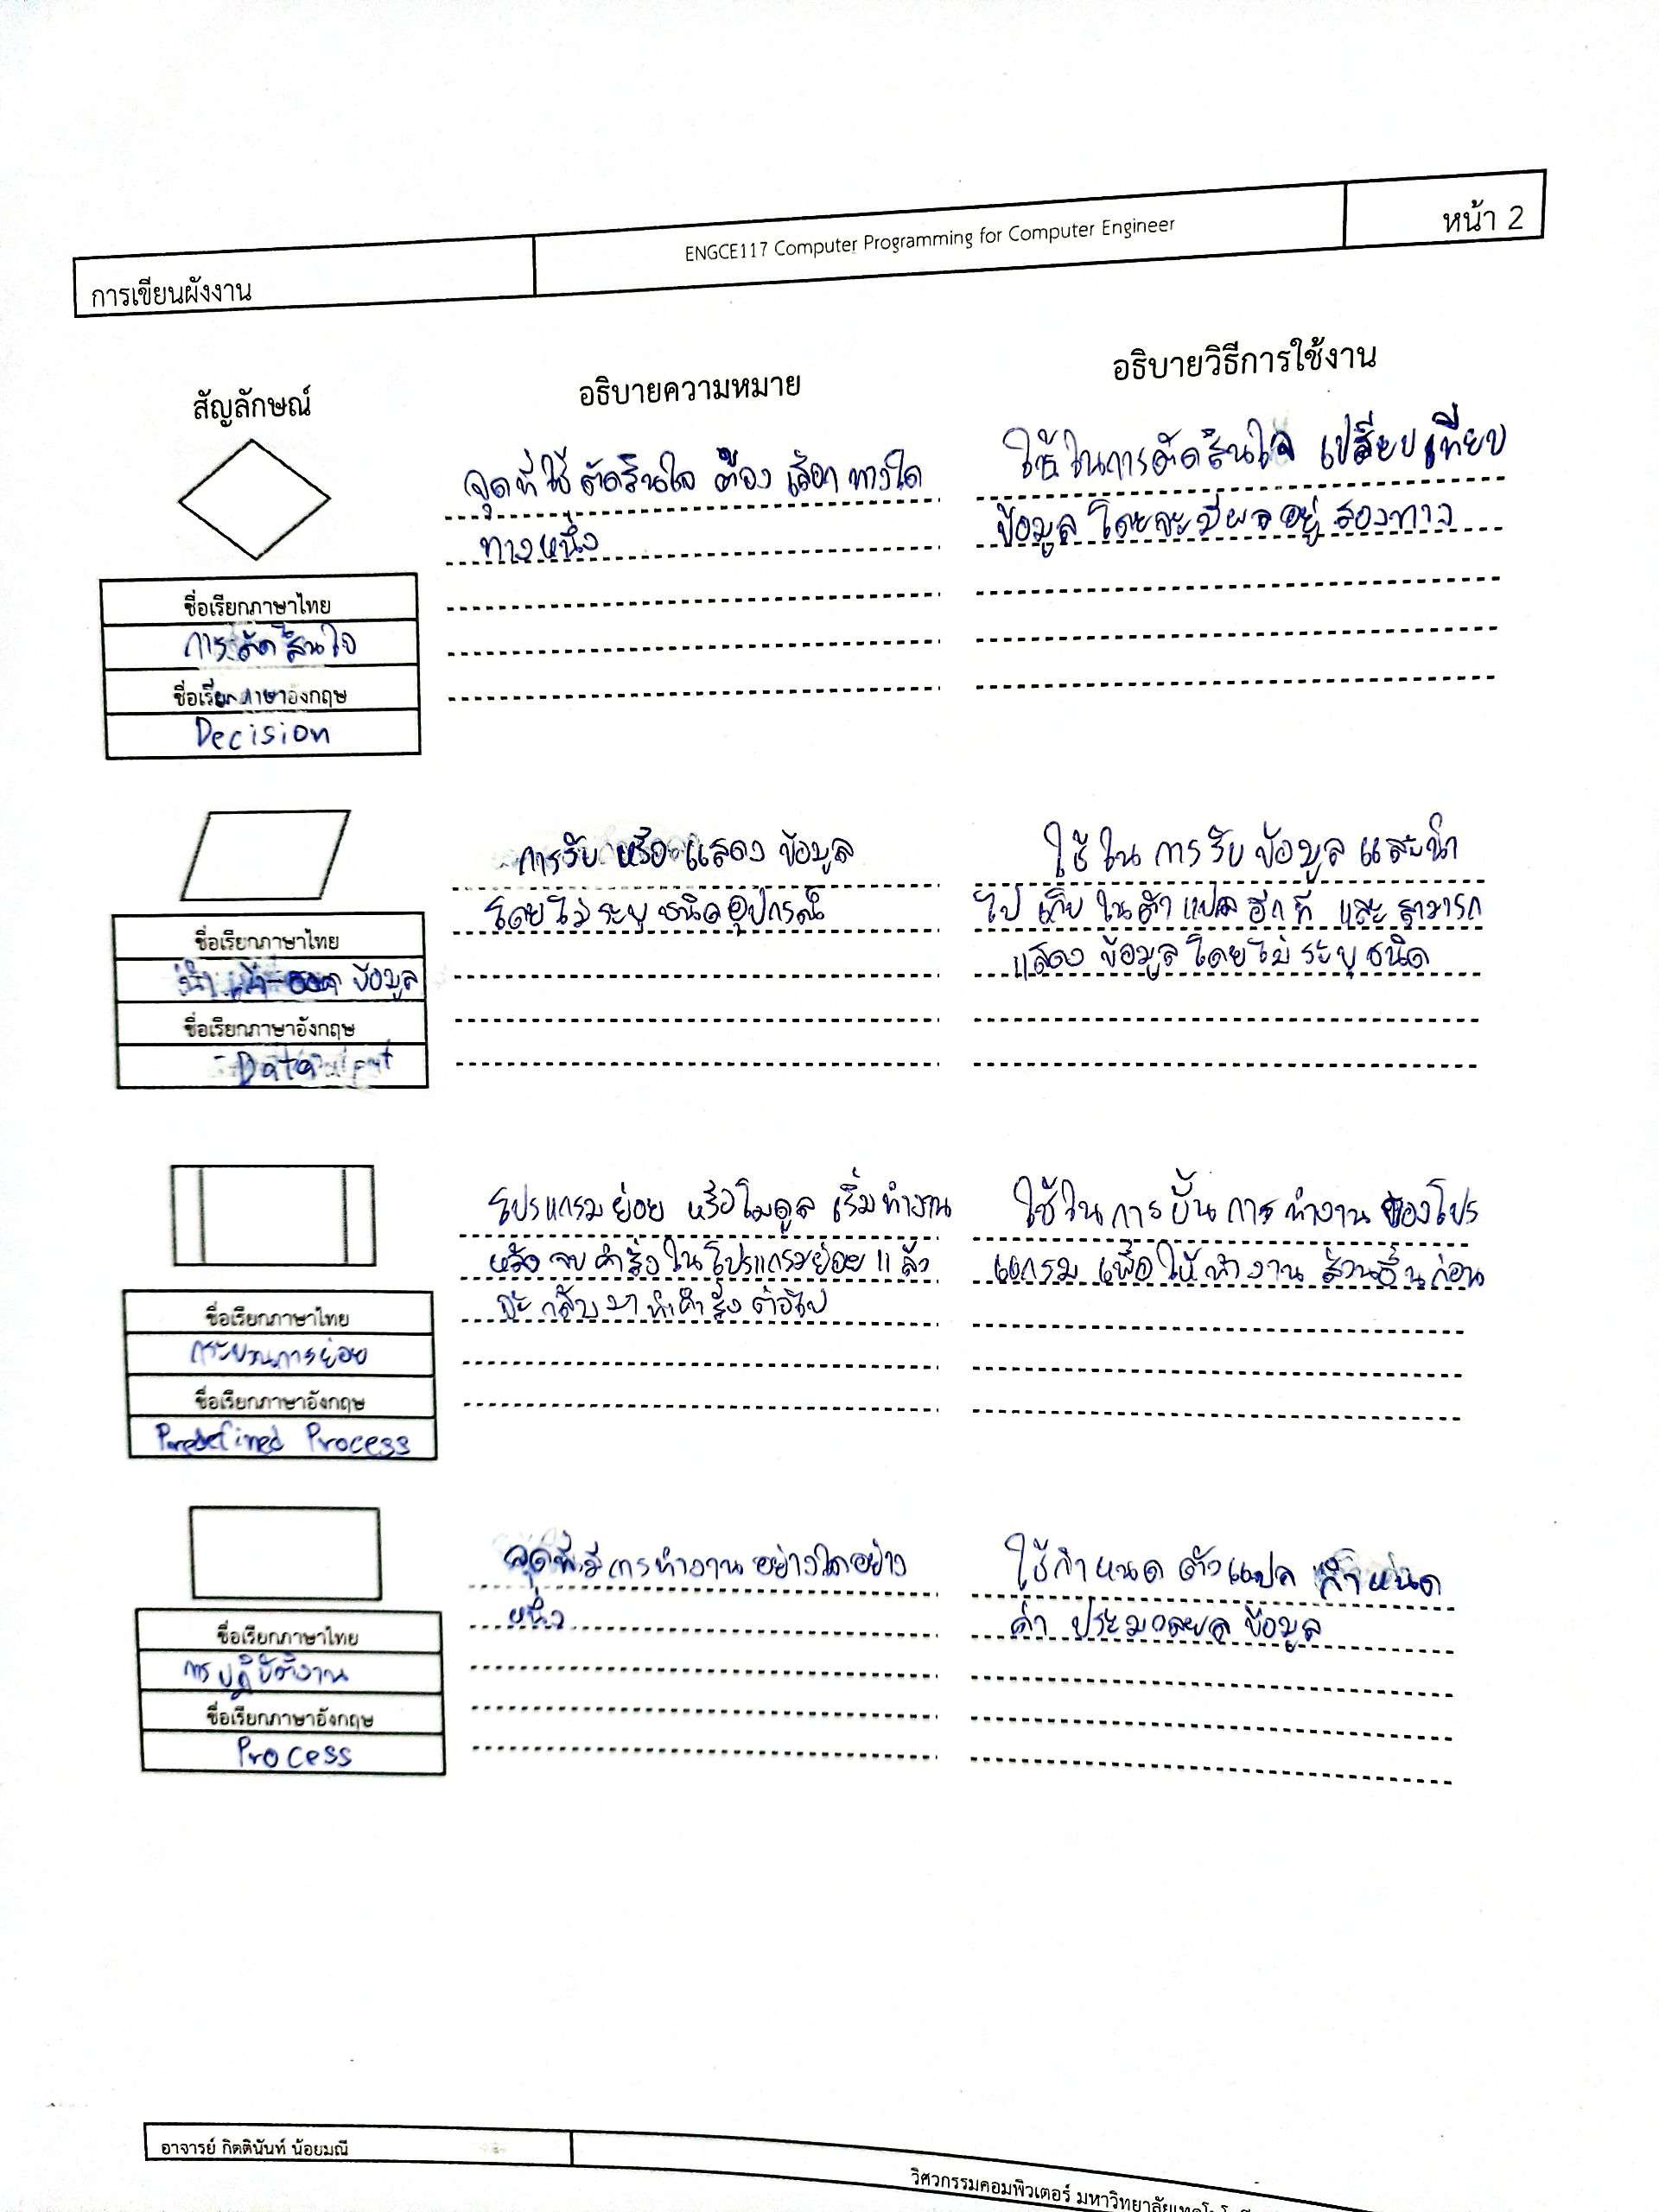 การเขียนผังงาน
ENGCE117 Computer Programming for Computer Engineer
หน้า 2
สัญลักษณ์
อธิบายความหมาย
อธิบายวิธีการใช้งาน
จุดที่ใช้ ตัดสินใจ ต้อง เลือก ทางใด
ทางหนึ่ง
ใช้ในการตัดสินใจ เปรียบเทียบ
ข้อมูล โดยจะมีผลอยู่ สองทาง
ชื่อเรียกภาษาไทย
การตัดสินใจ
ชื่อเรียกภาษาอังกฤษ
Decision
การรับ หรือ แสดง ข้อมูล
โดยไม่ ระบุ ชนิด อุปกรณ์
ใช้ ใน การ รับ ข้อมูล และนำ
ไป เก็บ ในตัวแปล อีกที และ สามารถ
แสดง ข้อมูล โดย ไม่ ระบุ ชนิด
ชื่อเรียกภาษาไทย
นำ เข้า-ออก ข้อมูล
ชื่อเรียกภาษาอังกฤษ
Data
โปรแกรม ย่อย หรือ โมดูล เริ่มทำงาน
หลัง จบ คำสั่ง ใน โปรแกรมย่อย แล้ว
จะ กลับ มา ทำคำสั่ง ต่อไป
ใช้ในการ ขั้น การ ทำงาน ของโปร
แกรม เพื่อ ให้ ทำงาน ส่วนอื่น ก่อน
ชื่อเรียกภาษาไทย
กระบวนการย่อย
ชื่อเรียกภาษาอังกฤษ
Predefined Process
จุดที่มีการทำงาน อย่างใดอย่าง
หนึ่ง
ใช้กำหนด ตัวแปล กำหนด
ค่า ประมวลผล ข้อมูล
ชื่อเรียกภาษาไทย
การปฏิบัติงาน
ชื่อเรียกภาษาอังกฤษ
Process
อาจารย์ กิตตินันท์ น้อยมณี
วิศวกรรมคอมพิวเตอร์ มหาวิทยาลัยเทคโนโลยี